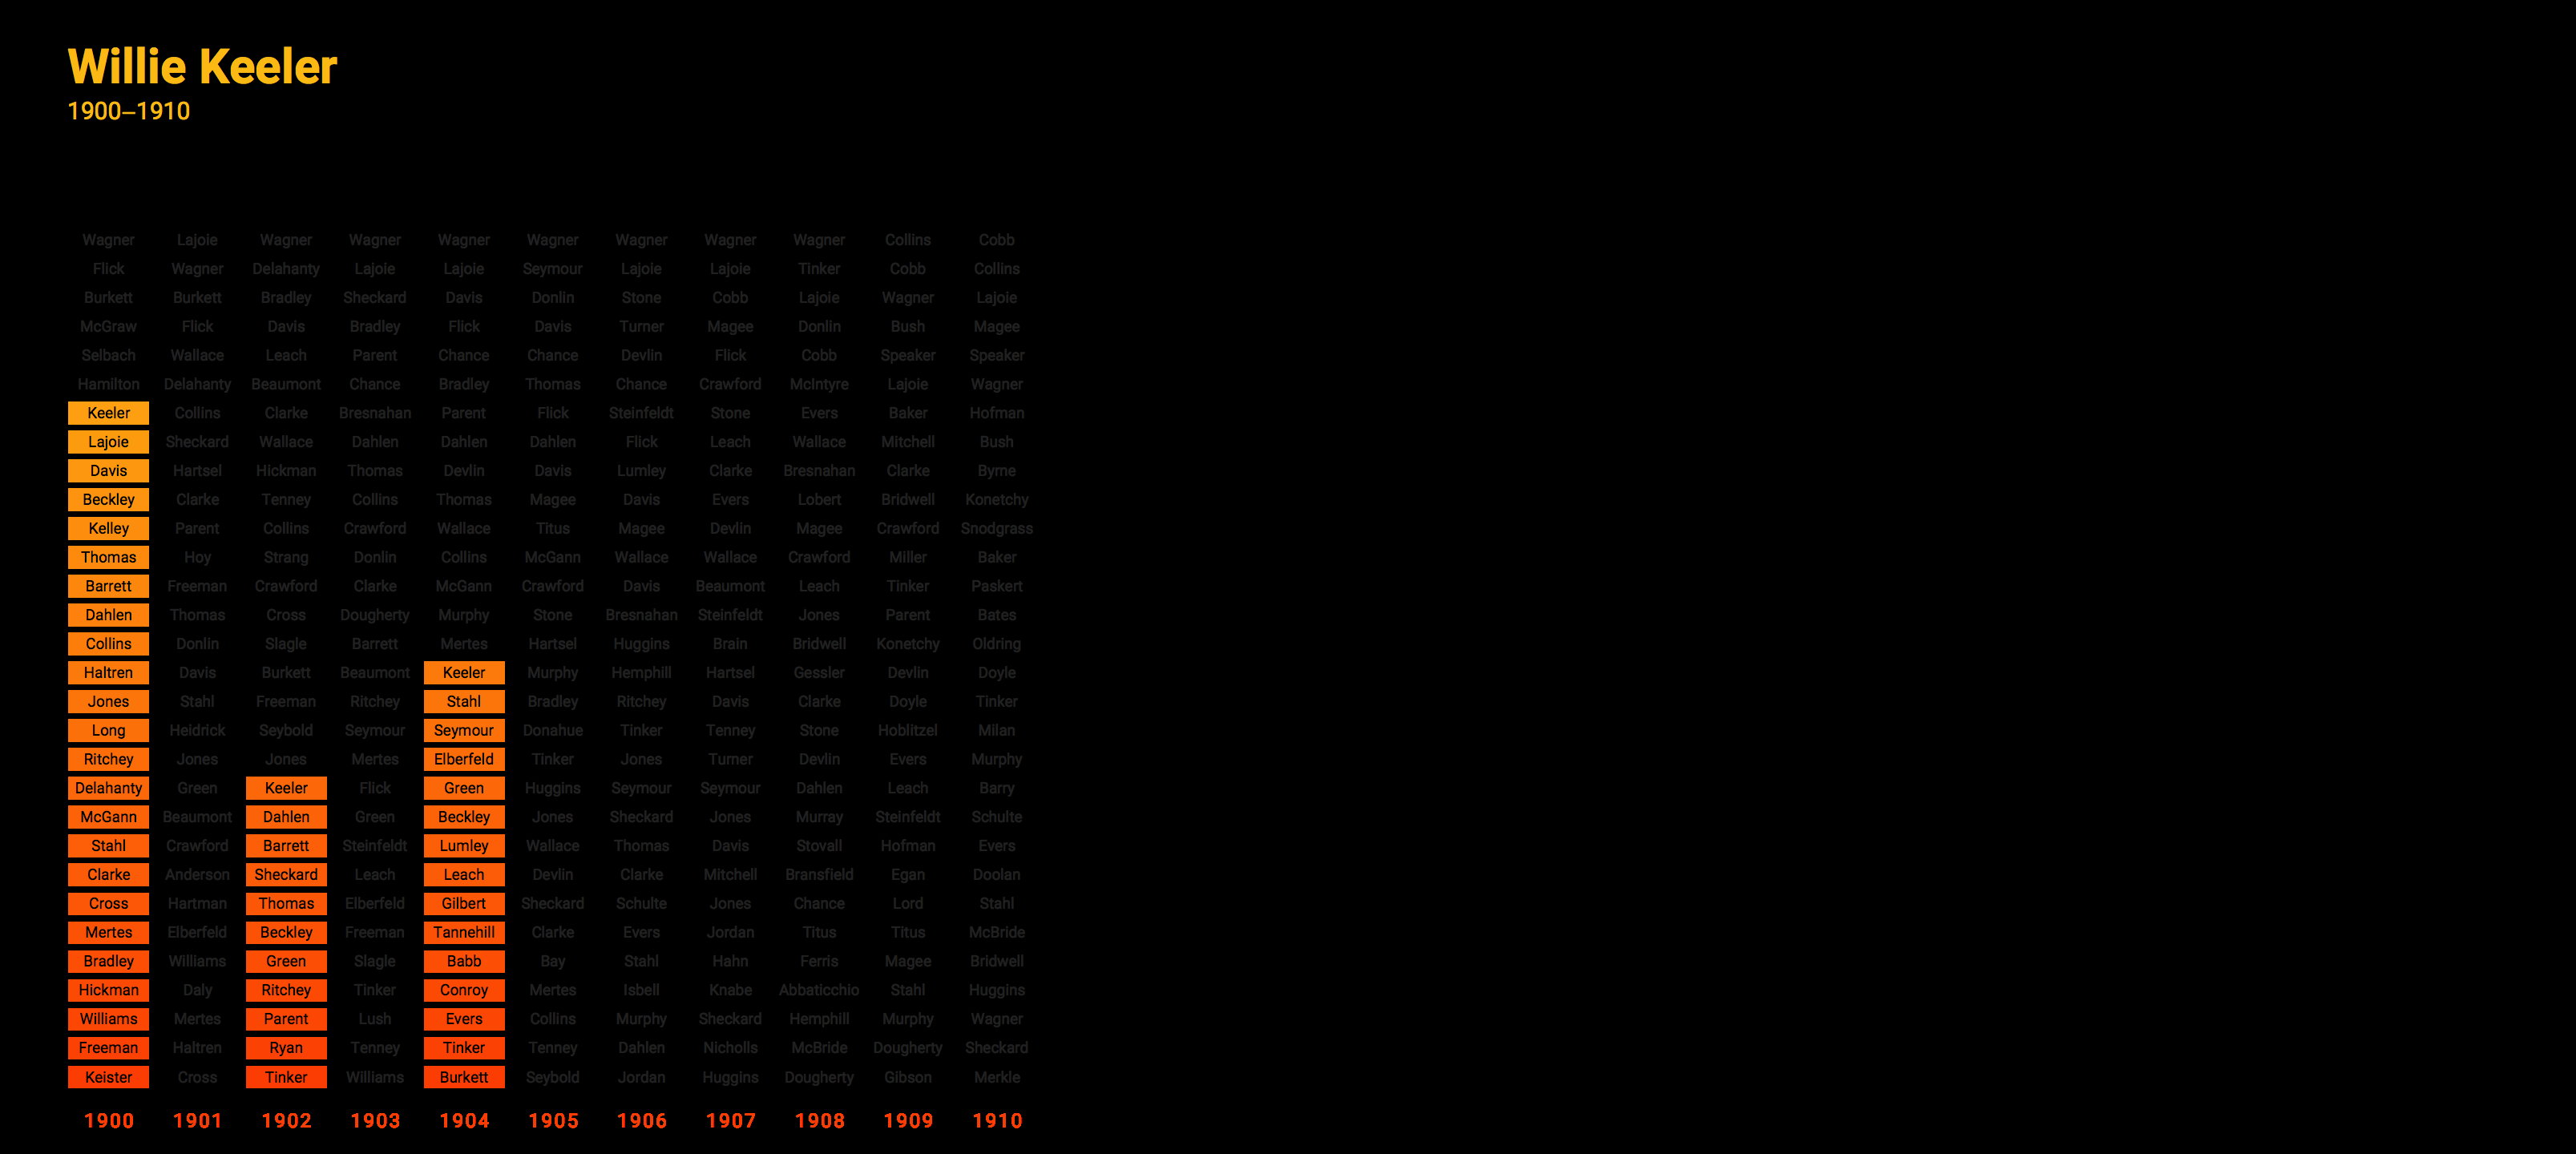 Willie Keeler
1900–1910
Wagner Lajoie Wagner Wagner Wagner Wagner Wagner Wagner Wagner Collins Cobb
Flick Wagner Delahanty Lajoie Lajoie Seymour Lajoie Lajoie Tinker Cobb Collins
Burkett Burkett Bradley Sheckard Davis Donlin Stone Cobb Lajoie Wagner Lajoie
McGraw Flick Davis Bradley Flick Davis Turner Magee Donlin Bush Magee
Selbach Wallace Leach Parent Chance Chance Devlin Flick Cobb Speaker Speaker
Hamilton Delahanty Beaumont Chance Bradley Thomas Chance Crawford McIntyre Lajoie Wagner
Keeler Collins Clarke Bresnahan Parent Flick Steinfeldt Stone Evers Baker Hofman
Lajoie Sheckard Wallace Dahlen Dahlen Dahlen Flick Leach Wallace Mitchell Bush
Davis Hartsel Hickman Thomas Devlin Davis Lumley Clarke Bresnahan Clarke Byrne
Beckley Clarke Tenney Collins Thomas Magee Davis Evers Lobert Bridwell Konetchy
Kelley Parent Collins Crawford Wallace Titus Magee Devlin Magee Crawford Snodgrass
Thomas Hoy Strang Donlin Collins McGann Wallace Wallace Crawford Miller Baker
Barrett Freeman Crawford Clarke McGann Crawford Davis Beaumont Leach Tinker Paskert
Dahlen Thomas Cross Dougherty Murphy Stone Bresnahan Steinfeldt Jones Parent Bates
Collins Donlin Slagle Barrett Mertes Hartsel Huggins Brain Bridwell Konetchy Oldring
Haltren Davis Burkett Beaumont Keeler Murphy Hemphill Hartsel Gessler Devlin Doyle
Jones Stahl Freeman Ritchey Stahl Bradley Ritchey Davis Clarke Doyle Tinker
Long Heidrick Seybold Seymour Seymour Donahue Tinker Tenney Stone Hoblitzel Milan
Ritchey Jones Jones Mertes Elberfeld Tinker Jones Turner Devlin Evers Murphy
Delahanty Green Keeler Flick Green Huggins Seymour Seymour Dahlen Leach Barry
McGann Beaumont Dahlen Green Beckley Jones Sheckard Jones Murray Steinfeldt Schulte
Stahl Crawford Barrett Steinfeldt Lumley Wallace Thomas Davis Stovall Hofman Evers
Clarke Anderson Sheckard Leach Leach Devlin Clarke Mitchell Bransfield Egan Doolan
Cross Hartman Thomas Elberfeld Gilbert Sheckard Schulte Jones Chance Lord Stahl
Mertes Elberfeld Beckley Freeman Tannehill Clarke Evers Jordan Titus Titus McBride
Bradley Williams Green Slagle Babb Bay Stahl Hahn Ferris Magee Bridwell
Hickman Daly Ritchey Tinker Conroy Mertes Isbell Knabe Abbaticchio Stahl Huggins
Williams Mertes Parent Lush Evers Collins Murphy Sheckard Hemphill Murphy Wagner
Freeman Haltren Ryan Tenney Tinker Tenney Dahlen Nicholls McBride Dougherty Sheckard
Keister Cross Tinker Williams Burkett Seybold Jordan Huggins Dougherty Gibson Merkle
1900 1901 1902 1903 1904 1905 1906 1907 1908 1909 1910